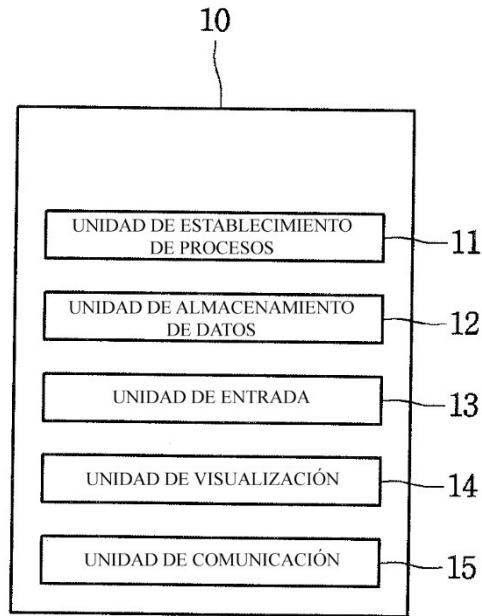 10
UNIDAD DE ESTABLECIMIENTO
DE PROCESOS
11
UNIDAD DE ALMACENAMIENTO
DE DATOS
12
UNIDAD DE ENTRADA
13
UNIDAD DE VISUALIZACIÓN
14
UNIDAD DE COMUNICACIÓN
15